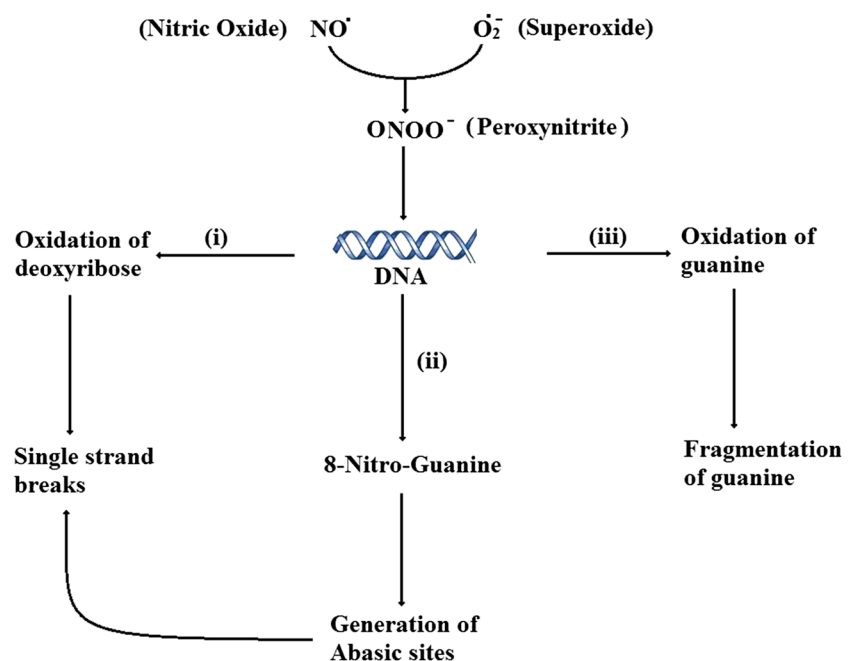 (Nitric Oxide) NO• O2•− (Superoxide)
ONOO− (Peroxynitrite)
Oxidation of
deoxyribose
(i)
DNA
(iii)
Oxidation of
guanine
(ii)
Single strand
breaks
8-Nitro-Guanine
Fragmentation
of guanine
Generation of
Abasic sites